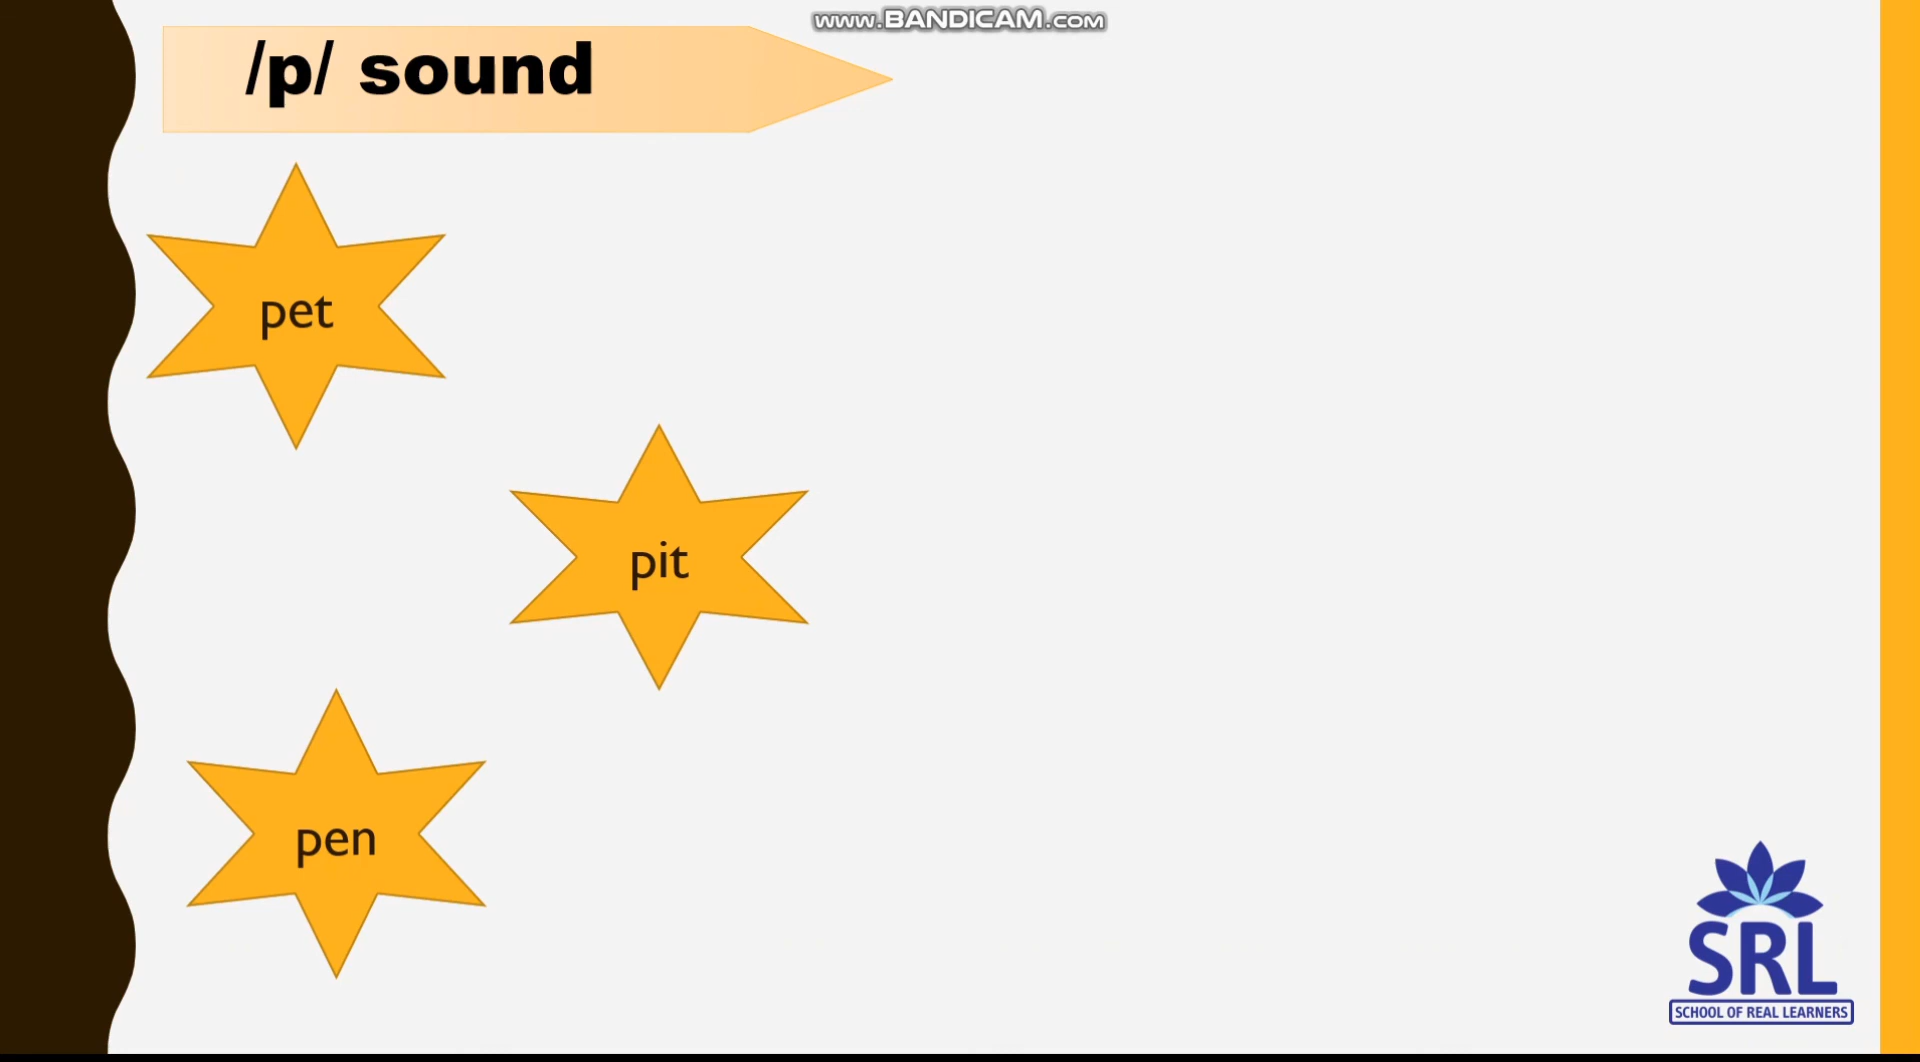 www.BANDICAM.com
/p/ sound
pet
pit
pen
SRL
SCHOOL OF REAL LEARNERS